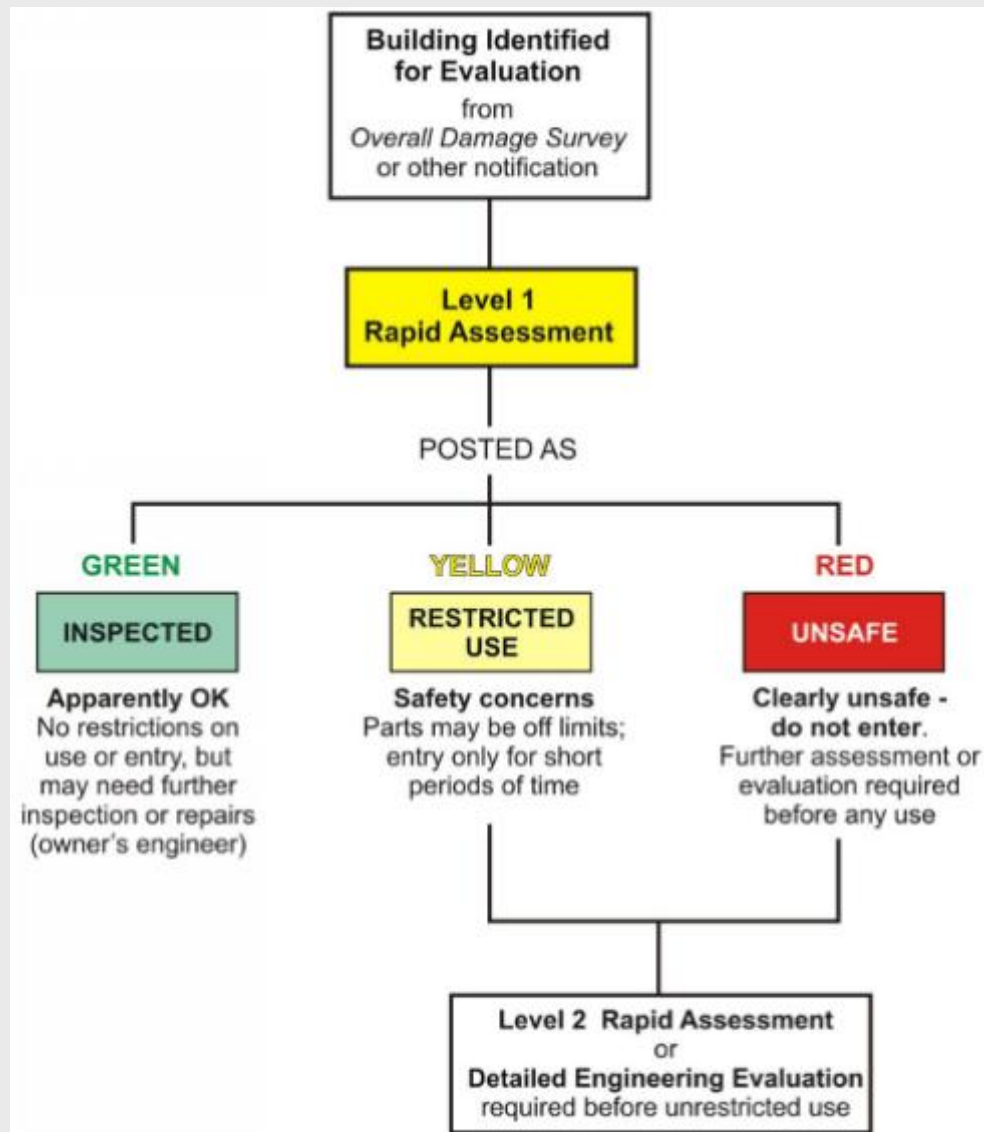 Building Identified
for Evaluation
from
Overall Damage Survey
or other notification
Level 1
Rapid Assessment
POSTED AS
GREEN
INSPECTED
Apparently OK
No restrictions on
use or entry, but
may need further
inspection or repairs
(owner's engineer)
YELLOW
RESTRICTED
USE
Safety concerns
Parts may be off limits;
entry only for short
periods of time
RED
UNSAFE
Clearly unsafe -
do not enter.
Further assessment or
evaluation required
before any use
Level 2 Rapid Assessment
or
Detailed Engineering Evaluation
required before unrestricted use